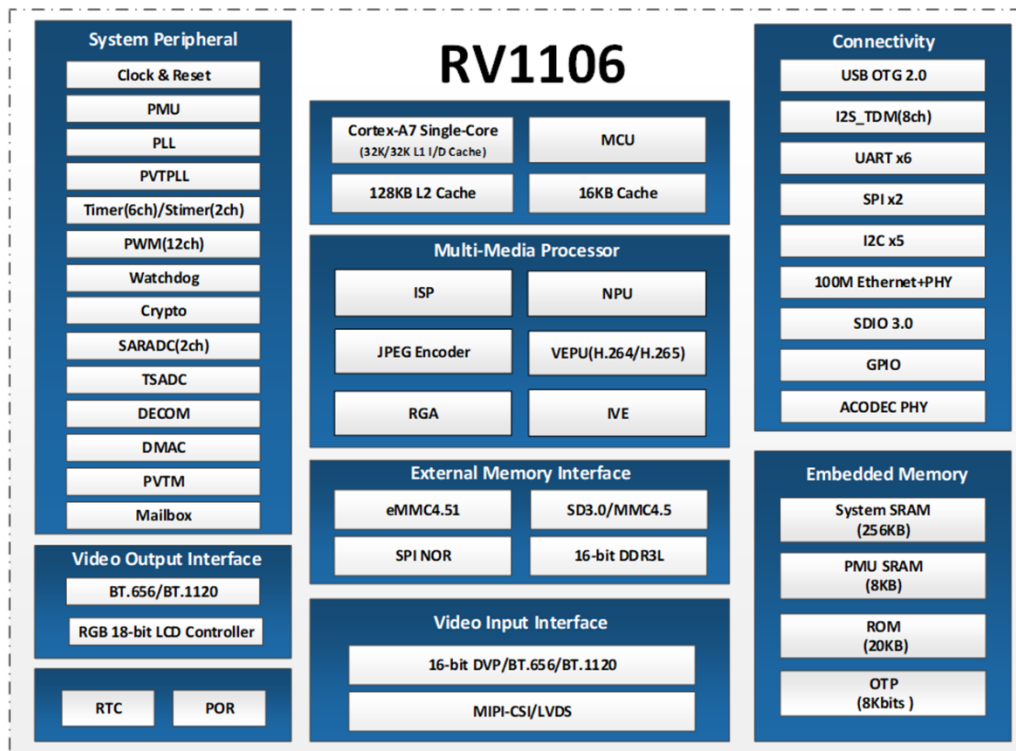 RV1106
System Peripheral
Clock & Reset
PMU
PLL
PVTPLL
Timer(6ch)/Stimer(2ch)
PWM(12ch)
Watchdog
Crypto
SARADC(2ch)
TSADC
DECOM
DMAC
PVTM
Mailbox
Video Output Interface
BT.656/BT.1120
RGB 18-bit LCD Controller
RTC
POR
Cortex-A7 Single-Core
(32K/32K L1 I/D Cache)
MCU
128KB L2 Cache
16KB Cache
Multi-Media Processor
ISP
NPU
JPEG Encoder
VEPU(H.264/H.265)
RGA
IVE
External Memory Interface
eMMC4.51
SD3.0/MMC4.5
SPI NOR
16-bit DDR3L
Video Input Interface
16-bit DVP/BT.656/BT.1120
MIPI-CSI/LVDS
Connectivity
USB OTG 2.0
I2S_TDM(8ch)
UART x6
SPI x2
I2C x5
100M Ethernet+PHY
SDIO 3.0
GPIO
ACODEC PHY
Embedded Memory
System SRAM
(256KB)
PMU SRAM
(8KB)
ROM
(20KB)
OTP
(8Kbits )